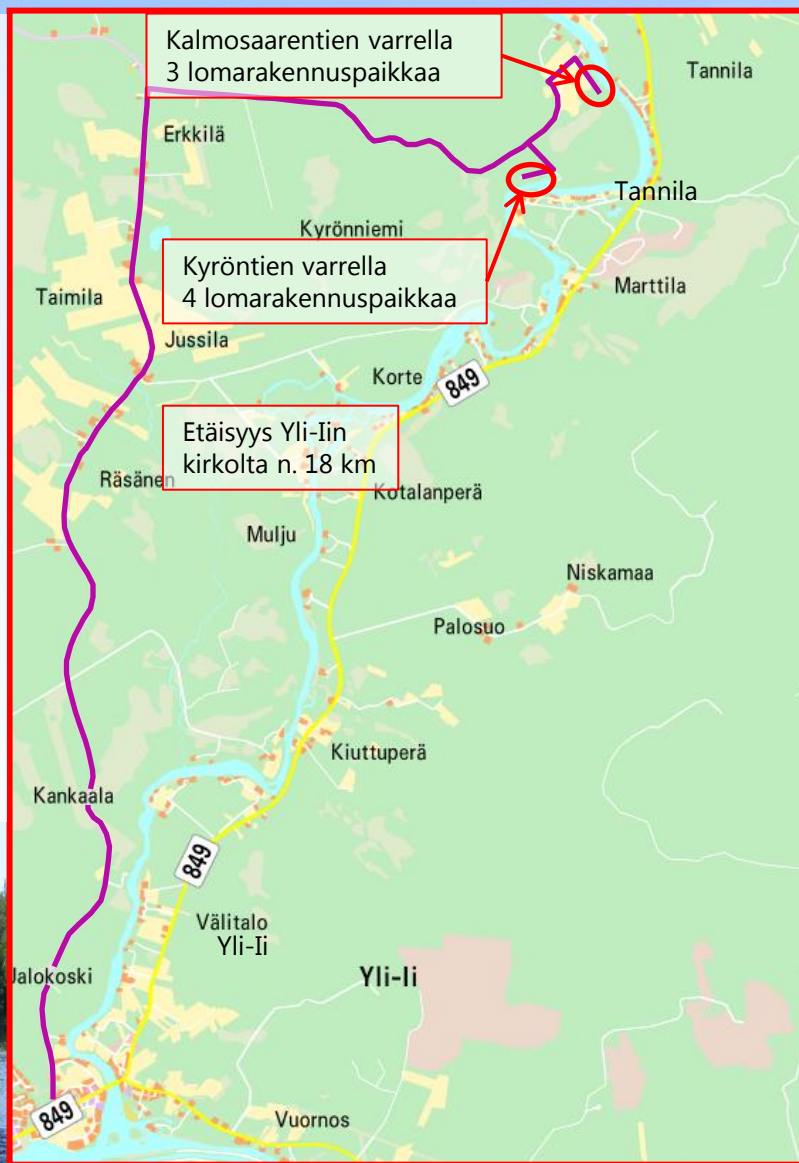 Kalmosaarentien varrella
3 lomarakennuspaikkaa
Tannila
Erkkilä
Tannila
Kyrönniemi
Kyröntien varrella
4 lomarakennuspaikkaa
Marttila
Taimila
Jussila
Korte
849
Etäisyys Yli-Iin
kirkolta n. 18 km
Räsänen
Kotalanperä
Mulju
Niskamaa
Palosuo
Kiuttuperä
Kankaala
849
Välitalo
Yli-Ii
Yli-Ii
Jalokoski
849
Vuornos